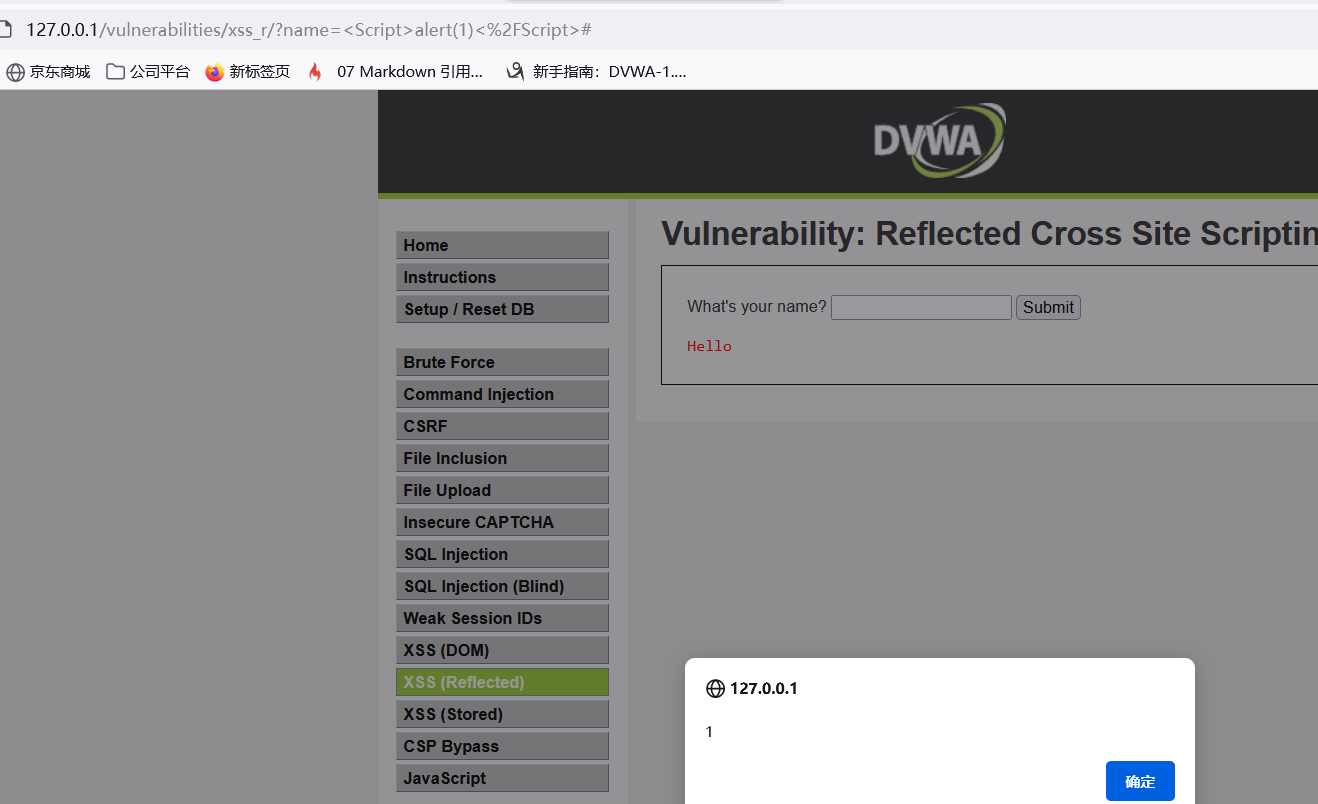 127.0.0.1/vulnerabilities/xss_r/?name=<Script>alert(1)<%2FScript>#
京东商城 公司平台 新标签页 07 Markdown 引用... 新手指南：DVWA-1....
DVWA
Home
Instructions
Setup / Reset DB
Brute Force
Command Injection
CSRF
File Inclusion
File Upload
Insecure CAPTCHA
SQL Injection
SQL Injection (Blind)
Weak Session IDs
XSS (DOM)
XSS (Reflected)
XSS (Stored)
CSP Bypass
JavaScript
Vulnerability: Reflected Cross Site Scriptin
What's your name? Submit
Hello
127.0.0.1
1
确定